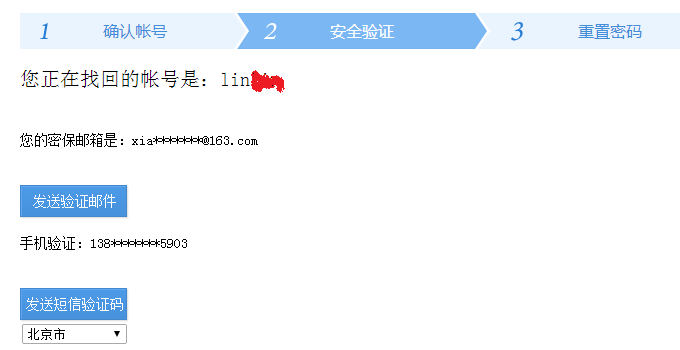 1 确认帐号 2 安全验证 3 重置密码
您正在找回的帐号是：lin
您的密保邮箱是：xia*******@163.com
发送验证邮件
手机验证：138*******5903
发送短信验证码
北京市